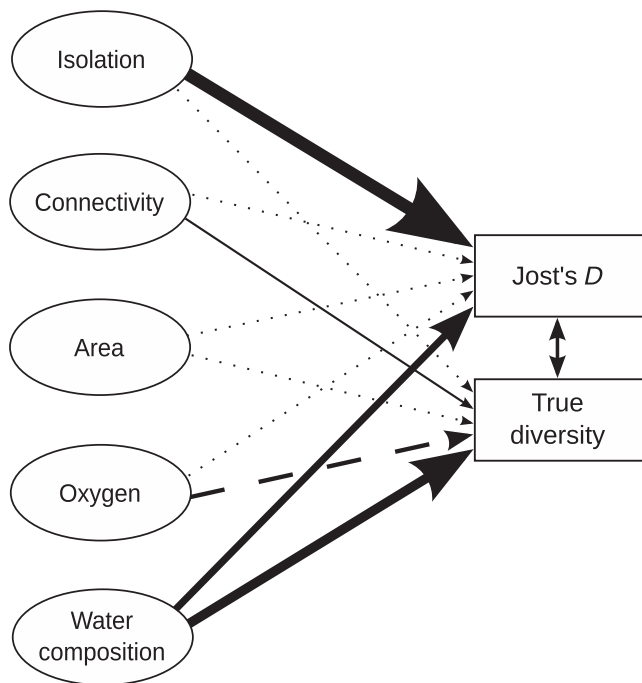 Isolation
Connectivity
Area
Oxygen
Water
composition
Jost's D
True
diversity